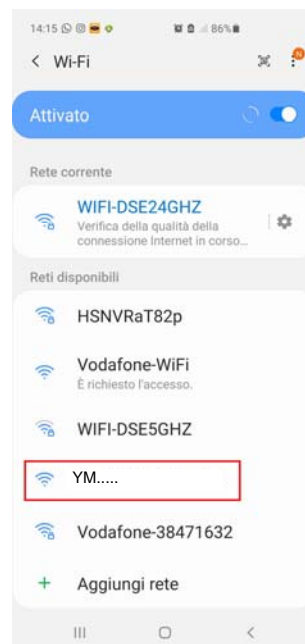 14:15
86%
Wi-Fi
N
Attivato
Rete corrente
WIFI-DSE24GHZ
Verifica della qualità della
connessione Internet in corso...
Reti disponibili
HSNVRaT82p
Vodafone-WiFi
È richiesto l'accesso.
WIFI-DSE5GHZ
YM.....
Vodafone-38471632
+ Aggiungi rete